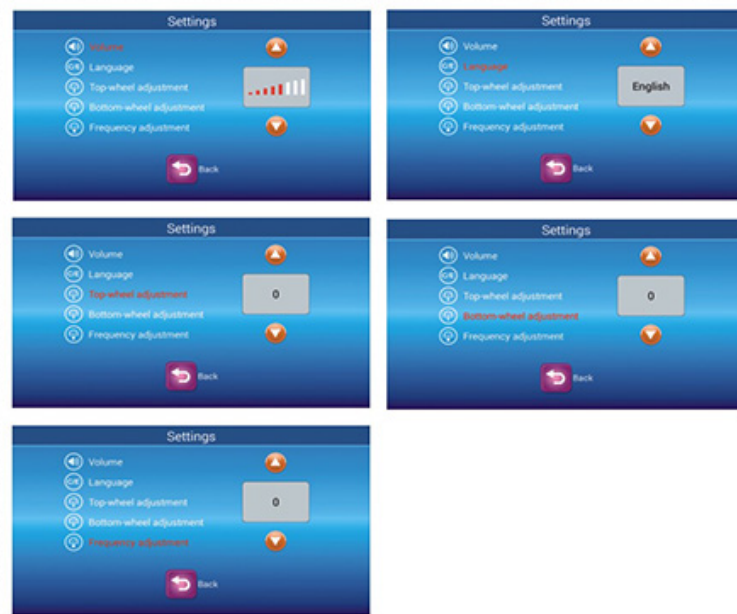 Settings
Volume
Language
Top-wheel adjustment
Bottom-wheel adjustment
Frequency adjustment
Back
Settings
Volume
Language
Top-wheel adjustment
English
Bottom-wheel adjustment
Frequency adjustment
Back
Settings
Volume
Language
Top-wheel adjustment 0
Bottom-wheel adjustment
Frequency adjustment
Back
Settings
Volume
Language
Top-wheel adjustment 0
Bottom-wheel adjustment
Frequency adjustment
Back
Settings
Volume
Language
Top-wheel adjustment 0
Bottom-wheel adjustment
Frequency adjustment
Back